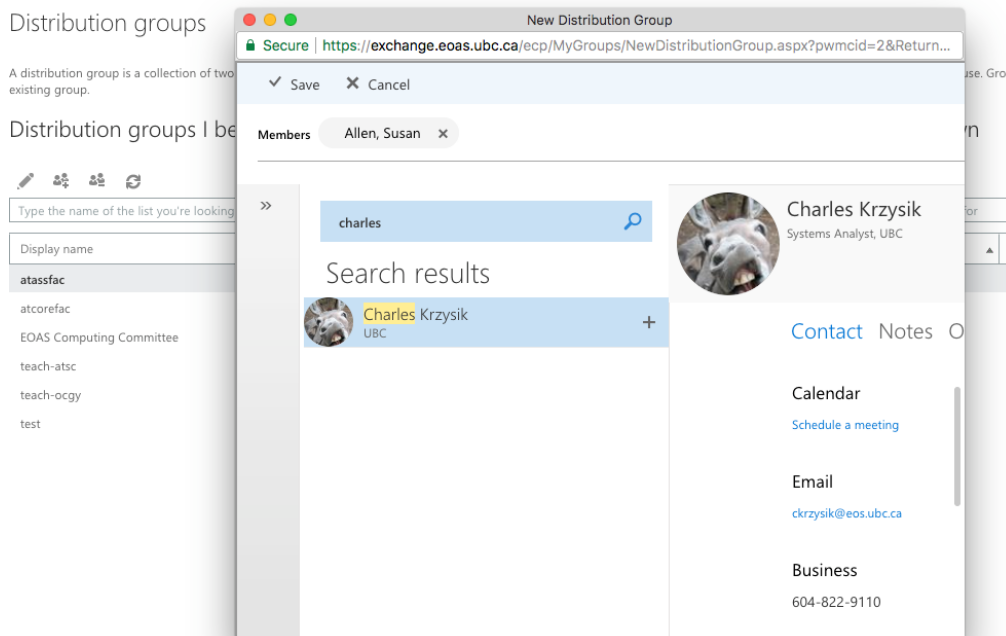 Distribution groups
A distribution group is a collection of two
existing group.
Distribution groups I be
Type the name of the list you're looking
Display name
atassfac
atcorefac
EOAS Computing Committee
teach-atsc
teach-ocgy
test
New Distribution Group
Secure | https://exchange.eoas.ubc.ca/ecp/MyGroups/NewDistributionGroup.aspx?pwmcid=2&Return...
Save Cancel
Members Allen, Susan
charles
Search results
Charles Krzysik
UBC
Charles Krzysik
Systems Analyst, UBC
Contact Notes O
Calendar
Schedule a meeting
Email
ckrzysik@eos.ubc.ca
Business
604-822-9110
use. Gro
wn
for